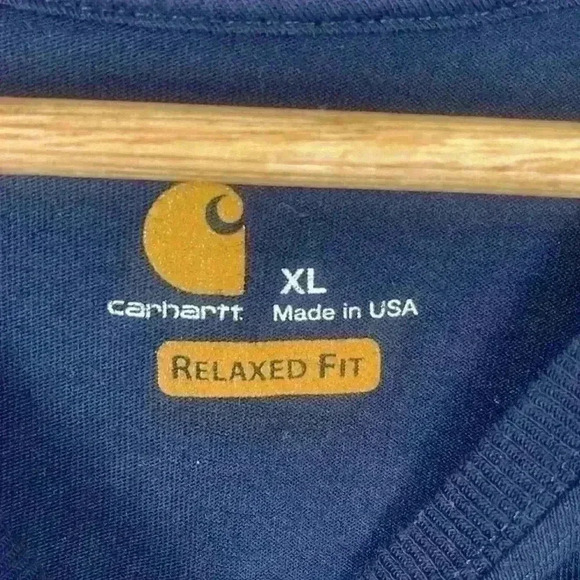 XL
carhartt
Made in USA
RELAXED FIT